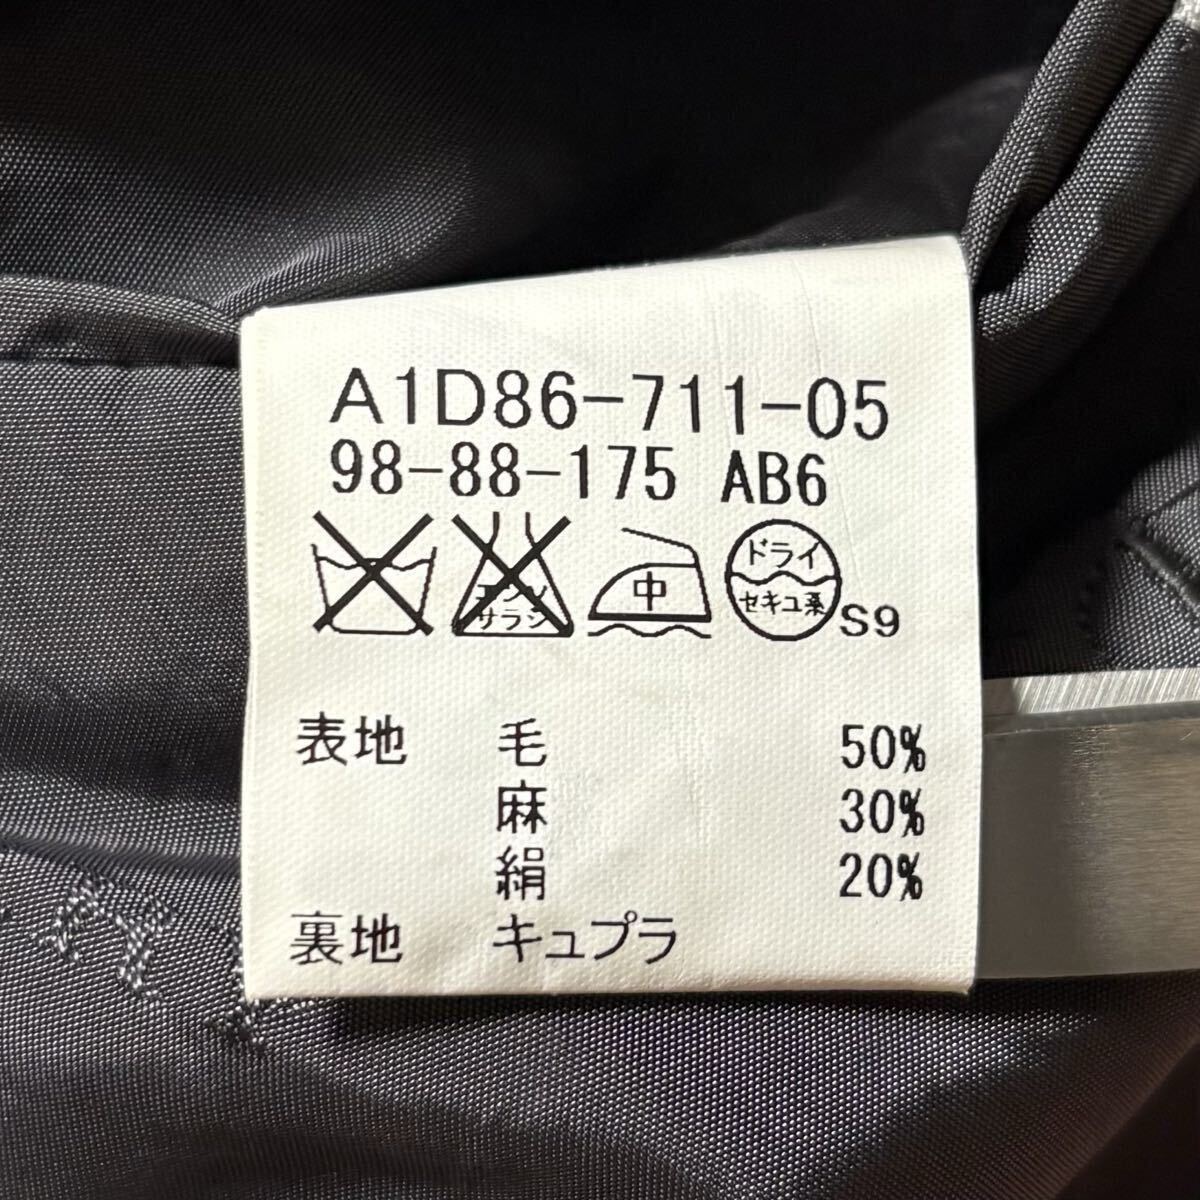 A1D86-711-05
98-88-175 AB6
エンソ
サラシ
中
ドライ
セキユ系
S9
表地 毛 50%
麻 30%
絹 20%
裏地 キュプラ